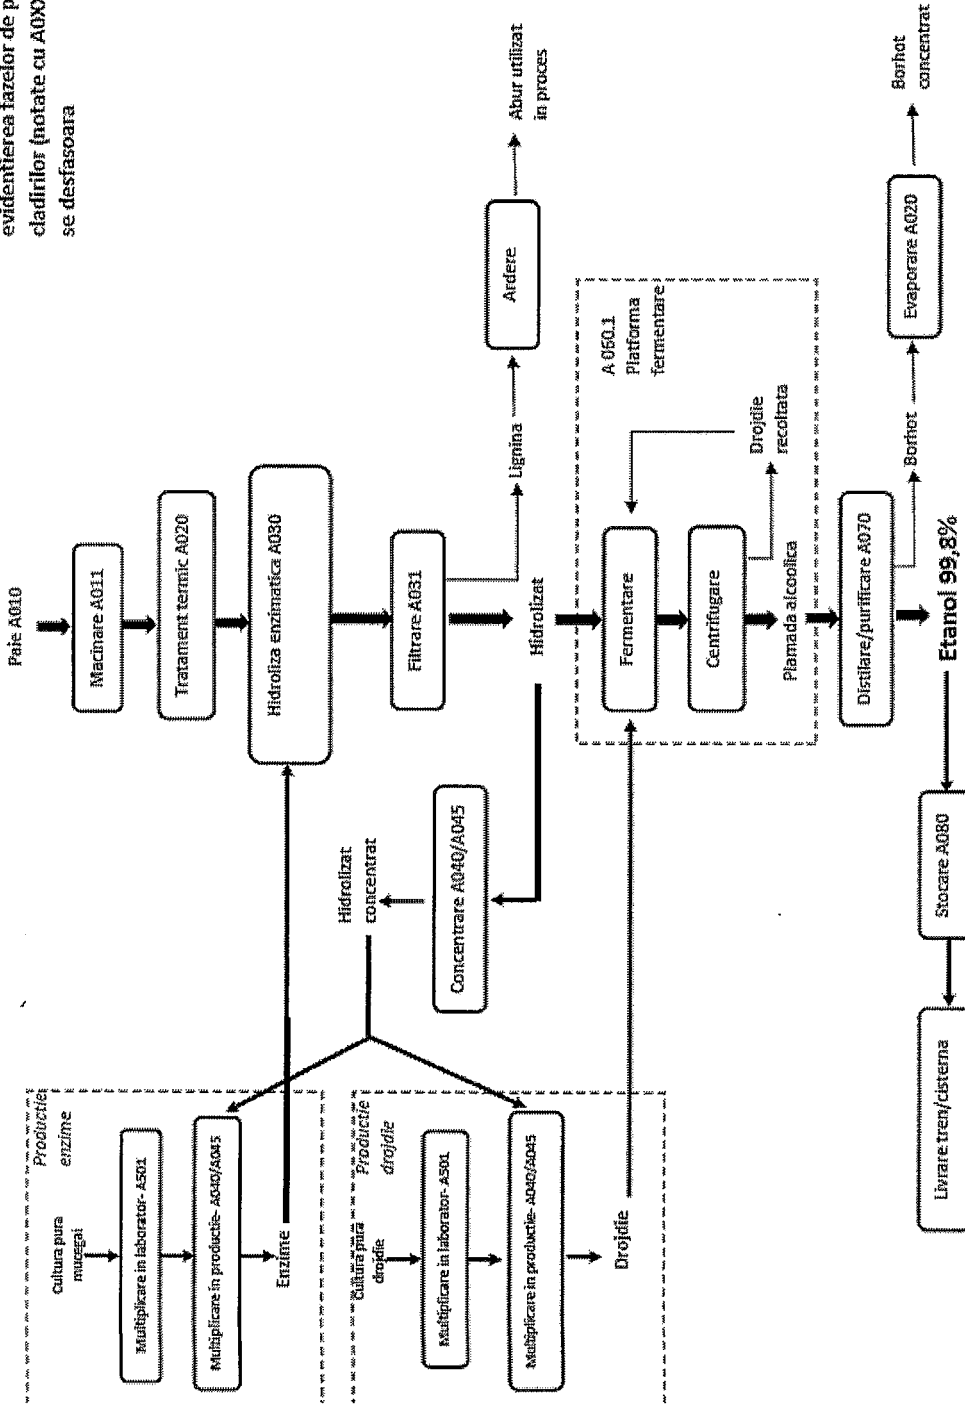 evidentierea fazelor de p
cladirilor (notate cu A0X
se desfasoara
Paie A010
Macinare A011
Tratament termic A020
Hidroliza enzimatica A030
Filtrare A031
Lignina
Ardere
Abur utilizat
in proces
Hidrolizat
Concentrare A040/A045
Hidrolizat
concentrat
Productie
enzime
Cultura pura
mucegai
Multiplicare in laborator- A501
Multiplicare in productie- A040/A045
Enzime
Productie
drojdie
Cultura pura
drojdie
Multiplicare in laborator- A501
Multiplicare in productie- A040/A045
Drojdie
A 060.1
Platforma
fermentare
Fermentare
Centrifugare
Drojdie
recoltata
Plamada alcoolica
Distilare/purificare A070
Borhot
Evaporare A020
Borhot
concentrat
Etanol 99,8%
Stocare A080
Livrare tren/cisterna